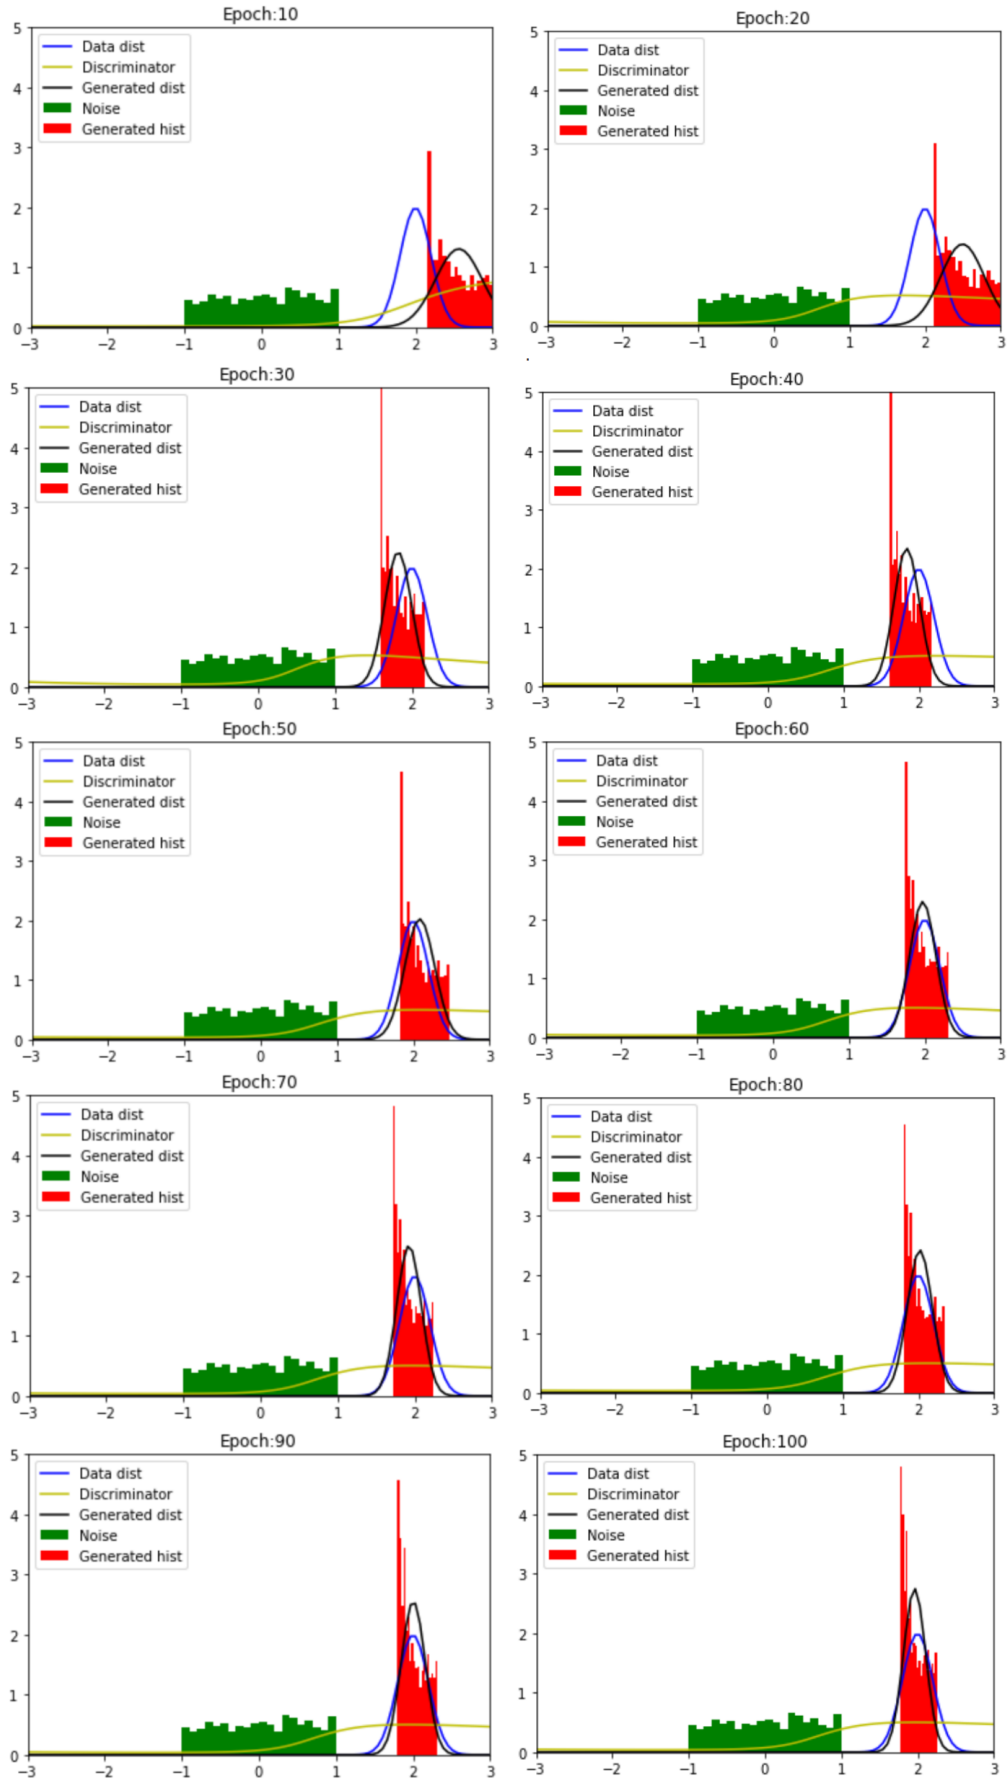 Epoch:10
5
4
3
2
1
0
Data dist
Discriminator
Generated dist
Noise
Generated hist
−3 −2 −1 0 1 2 3
Epoch:20
5
4
3
2
1
0
Data dist
Discriminator
Generated dist
Noise
Generated hist
−3 −2 −1 0 1 2 3
Epoch:30
5
4
3
2
1
0
Data dist
Discriminator
Generated dist
Noise
Generated hist
−3 −2 −1 0 1 2 3
Epoch:40
5
4
3
2
1
0
Data dist
Discriminator
Generated dist
Noise
Generated hist
−3 −2 −1 0 1 2 3
Epoch:50
5
4
3
2
1
0
Data dist
Discriminator
Generated dist
Noise
Generated hist
−3 −2 −1 0 1 2 3
Epoch:60
5
4
3
2
1
0
Data dist
Discriminator
Generated dist
Noise
Generated hist
−3 −2 −1 0 1 2 3
Epoch:70
5
4
3
2
1
0
Data dist
Discriminator
Generated dist
Noise
Generated hist
−3 −2 −1 0 1 2 3
Epoch:80
5
4
3
2
1
0
Data dist
Discriminator
Generated dist
Noise
Generated hist
−3 −2 −1 0 1 2 3
Epoch:90
5
4
3
2
1
0
Data dist
Discriminator
Generated dist
Noise
Generated hist
−3 −2 −1 0 1 2 3
Epoch:100
5
4
3
2
1
0
Data dist
Discriminator
Generated dist
Noise
Generated hist
−3 −2 −1 0 1 2 3